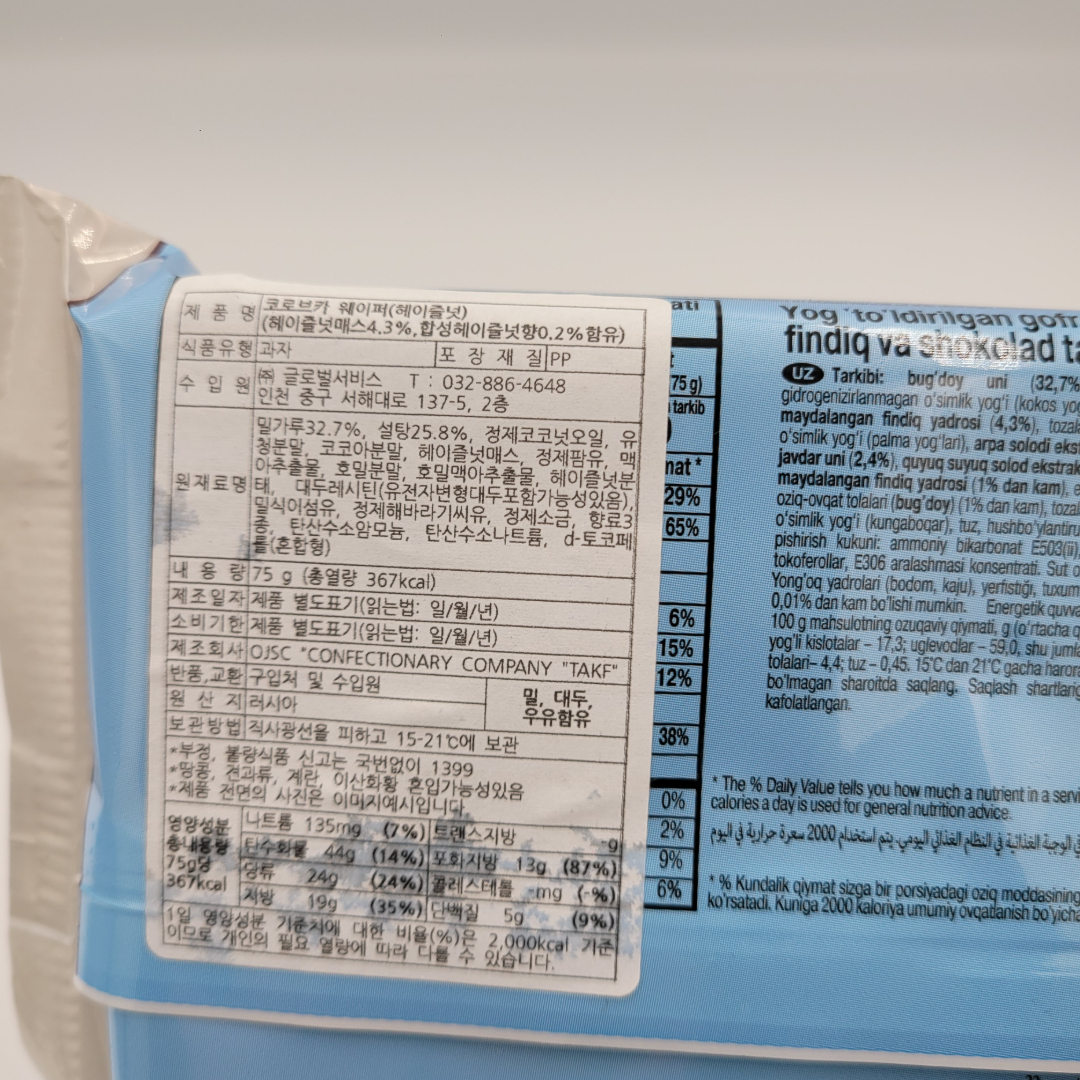 제 품 명 코로브카 웨이퍼(헤이즐넛)
(헤이즐넛매스4.3%,합성헤이즐넛향0.2%함유)
식품유형 과자 포 장 재 질 PP
수 입 원 ㈜ 글로벌서비스 T : 032-886-4648
인천 중구 서해대로 137-5, 2층
원재료명 밀가루32.7%, 설탕25.8%, 정제코코넛오일, 유
청분말, 코코아분말, 헤이즐넛매스, 정제팜유, 맥
아추출물, 호밀분말, 호밀맥아추출물, 헤이즐넛분
태, 대두레시틴(유전자변형대두포함가능성있음),
밀식이섬유, 정제해바라기씨유, 정제소금, 향료3
종, 탄산수소암모늄, 탄산수소나트륨, d-토코페
롤(혼합형)
내 용 량 75 g (총열량 367kcal)
제조일자 제품 별도표기(읽는법: 일/월/년)
소비기한 제품 별도표기(읽는법: 일/월/년)
제조회사 OJSC "CONFECTIONARY COMPANY "TAKF"
반품,교환 구입처 및 수입원
원 산 지 러시아
밀, 대두,
우유함유
보관방법 직사광선을 피하고 15-21℃에 보관
*부정, 불량식품 신고는 국번없이 1399
*땅콩, 견과류, 계란, 이산화황 혼입가능성있음
*제품 전면의 사진은 이미지예시입니다.
영양성분
총내용량
75g당
367kcal
나트륨 135mg (7%) 트랜스지방 -g
탄수화물 44g (14%) 포화지방 13g (87%)
당류 24g (24%) 콜레스테롤 -mg (-%)
지방 19g (35%) 단백질 5g (9%)
1일 영양성분 기준치에 대한 비율(%)은 2,000kcal 기준
이므로 개인의 필요 열량에 따라 다를 수 있습니다.
ati
75 g)
tarkib
nat *
29%
65%
6%
15%
12%
38%
0%
2%
9%
6%
Yog'to'ldirilgan gofr
findiq va shokolad ta
UZ Tarkibi: bug'doy uni (32,7%
gidrogenizirlanmagan o'simlik yog'i (kokos yog
maydalangan findiq yadrosi (4,3%), tozal
o'simlik yog'i (palma yog'lari), arpa solodi ekst
javdar uni (2,4%), quyuq suyuq solod ekstrak
maydalangan findiq yadrosi (1% dan kam), e
oziq-ovqat tolalari (bug'doy) (1% dan kam), tozal
o'simlik yog'i (kungaboqar), tuz, hushbo'ylantiru
pishirish kukuni: ammoniy bikarbonat E503(ii)
tokoferollar, E306 aralashmasi konsentrati. Sut o
Yong'oq yadrolari (bodom, kaju), yerfistiği, tuxum
0,01% dan kam bo'lishi mumkin. Energetik quvva
100 g mahsulotning ozuqaviy qiymati, g (o'rtacha q
yog'li kislotalar – 17,3; uglevodlar – 59,0, shu jumla
tolalari– 4,4; tuz – 0,45. 15°C dan 21°C gacha haror
bo'lmagan sharoitda saqlang. Saqlash shartlarig
kafolatlangan.
* The % Daily Value tells you how much a nutrient in a servi
calories a day is used for general nutrition advice.
الوجبة الغذائية في النظام الغذائي اليومي. يتم استخدام 2000 سعرة حرارية في اليوم
* % Kundalik qiymat sizga bir porsiyadagi oziq moddasining
ko'rsatadi. Kuniga 2000 kaloriya umumiy ovqatlanish bo'yicha